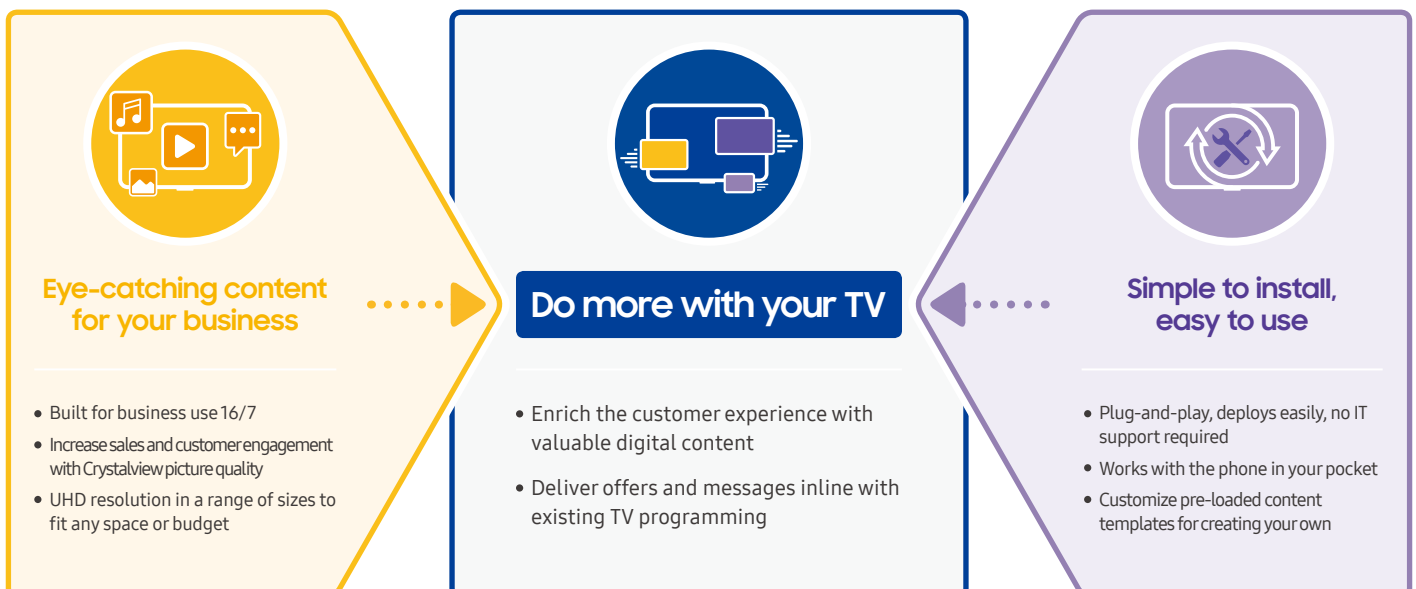 Eye-catching content
for your business
• Built for business use 16/7
• Increase sales and customer engagement
with Crystalview picture quality
• UHD resolution in a range of sizes to
fit any space or budget
Do more with your TV
• Enrich the customer experience with
valuable digital content
• Deliver offers and messages inline with
existing TV programming
Simple to install,
easy to use
• Plug-and-play, deploys easily, no IT
support required
• Works with the phone in your pocket
• Customize pre-loaded content
templates for creating your own